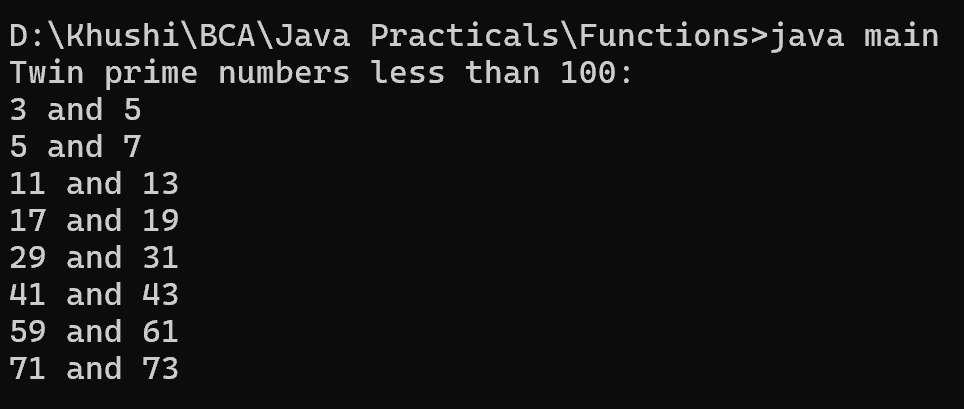 D:\Khushi\BCA\Java Practicals\Functions>java main
Twin prime numbers less than 100:
3 and 5
5 and 7
11 and 13
17 and 19
29 and 31
41 and 43
59 and 61
71 and 73